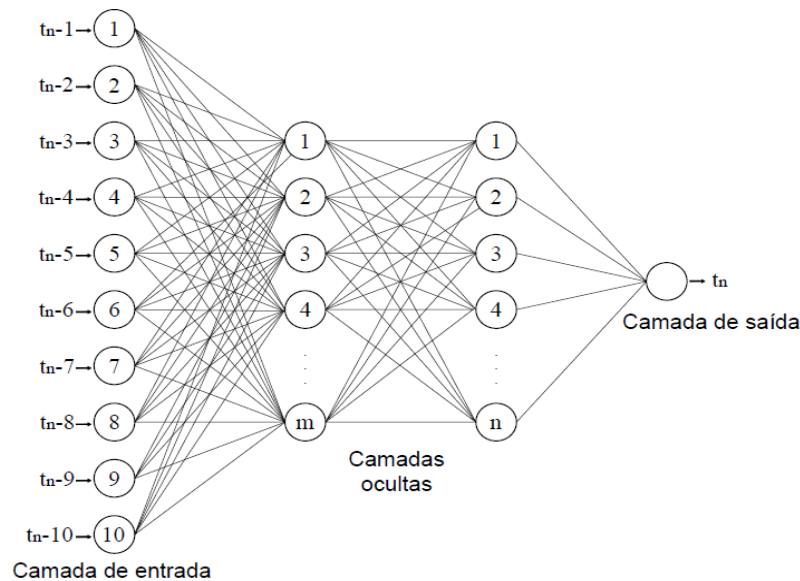 tn-1 1
tn-2 2
tn-3 3 1 1
tn-4 4 2 2
tn-5 5 3 3
tn
tn-6 6 4 4
Camada de saída
tn-7 7
tn-8 8 m n
Camadas
ocultas
tn-9 9
tn-10 10
Camada de entrada